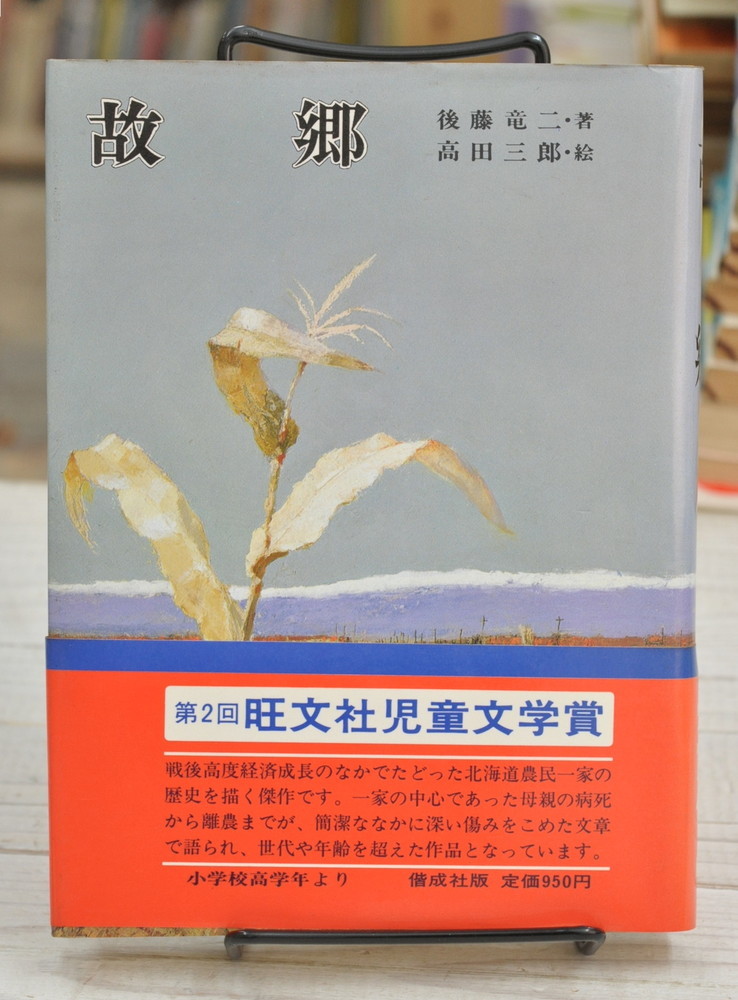 故郷
後藤竜二・著
高田三郎・絵
第2回 旺文社児童文学賞
戦後高度経済成長のなかでたどった北海道農民一家の
歴史を描く傑作です。一家の中心であった母親の病死
から離農までが、簡潔ななかに深い傷みをこめた文章
で語られ、世代や年齢を超えた作品となっています。
小学校高学年より 偕成社版 定価950円